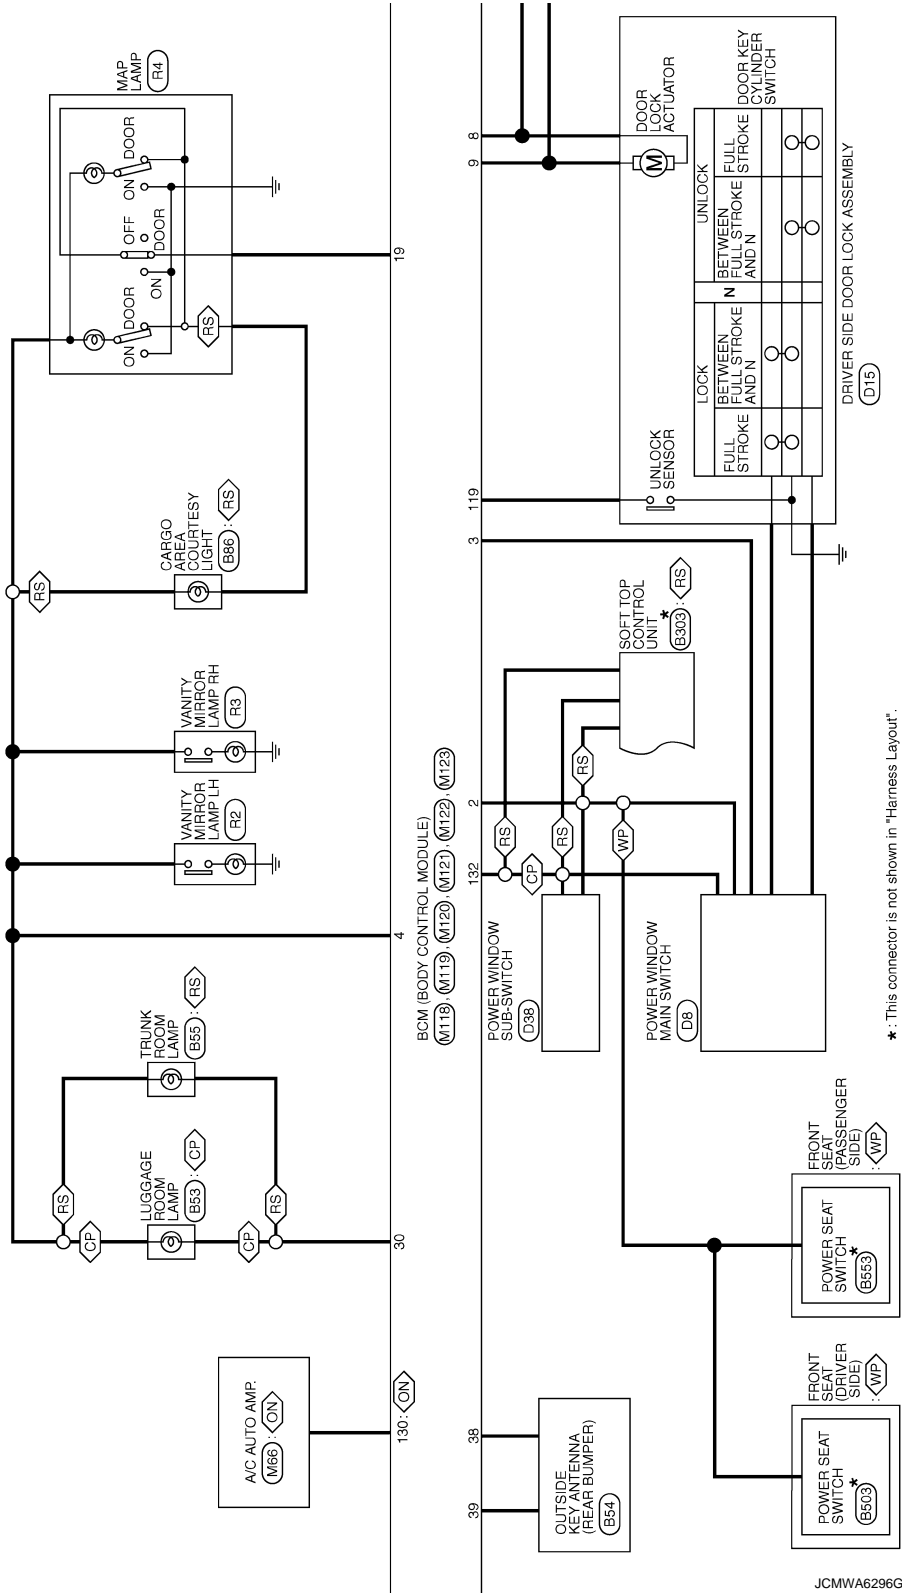 A/C AUTO AMP.
M66 : ON
130: ON
LUGGAGE
ROOM
LAMP
B53 : CP
TRUNK
ROOM
LAMP
B55 : RS
RS
RS
CP
CP
30
4
VANITY
MIRROR
LAMP LH
R2
VANITY
MIRROR
LAMP RH
R3
RS
CARGO
AREA
COURTESY
LIGHT
B86 : RS
MAP
LAMP
R4
ON
DOOR
RS
ON
OFF
DOOR
ON
DOOR
19
BCM (BODY CONTROL MODULE)
M118 , M119 , M120 , M121 , M122 , M123
39
38
OUTSIDE
KEY ANTENNA
(REAR BUMPER)
B54
132
2
3
119
9
8
POWER WINDOW
SUB-SWITCH
D38
CP
RS
RS
RS
WP
SOFT TOP
CONTROL
UNIT *
B303 : RS
POWER WINDOW
MAIN SWITCH
D8
FRONT
SEAT
(DRIVER
SIDE)
: WP
POWER SEAT
SWITCH *
B503
FRONT
SEAT
(PASSENGER
SIDE)
: WP
POWER SEAT
SWITCH *
B553
UNLOCK
SENSOR
DOOR
LOCK
ACTUATOR
M
LOCK
N
UNLOCK
FULL
STROKE
BETWEEN
FULL STROKE
AND N
BETWEEN
FULL STROKE
AND N
FULL
STROKE
DOOR KEY
CYLINDER
SWITCH
DRIVER SIDE DOOR LOCK ASSEMBLY
D15
* : This connector is not shown in "Harness Layout".
JCMWA6296G